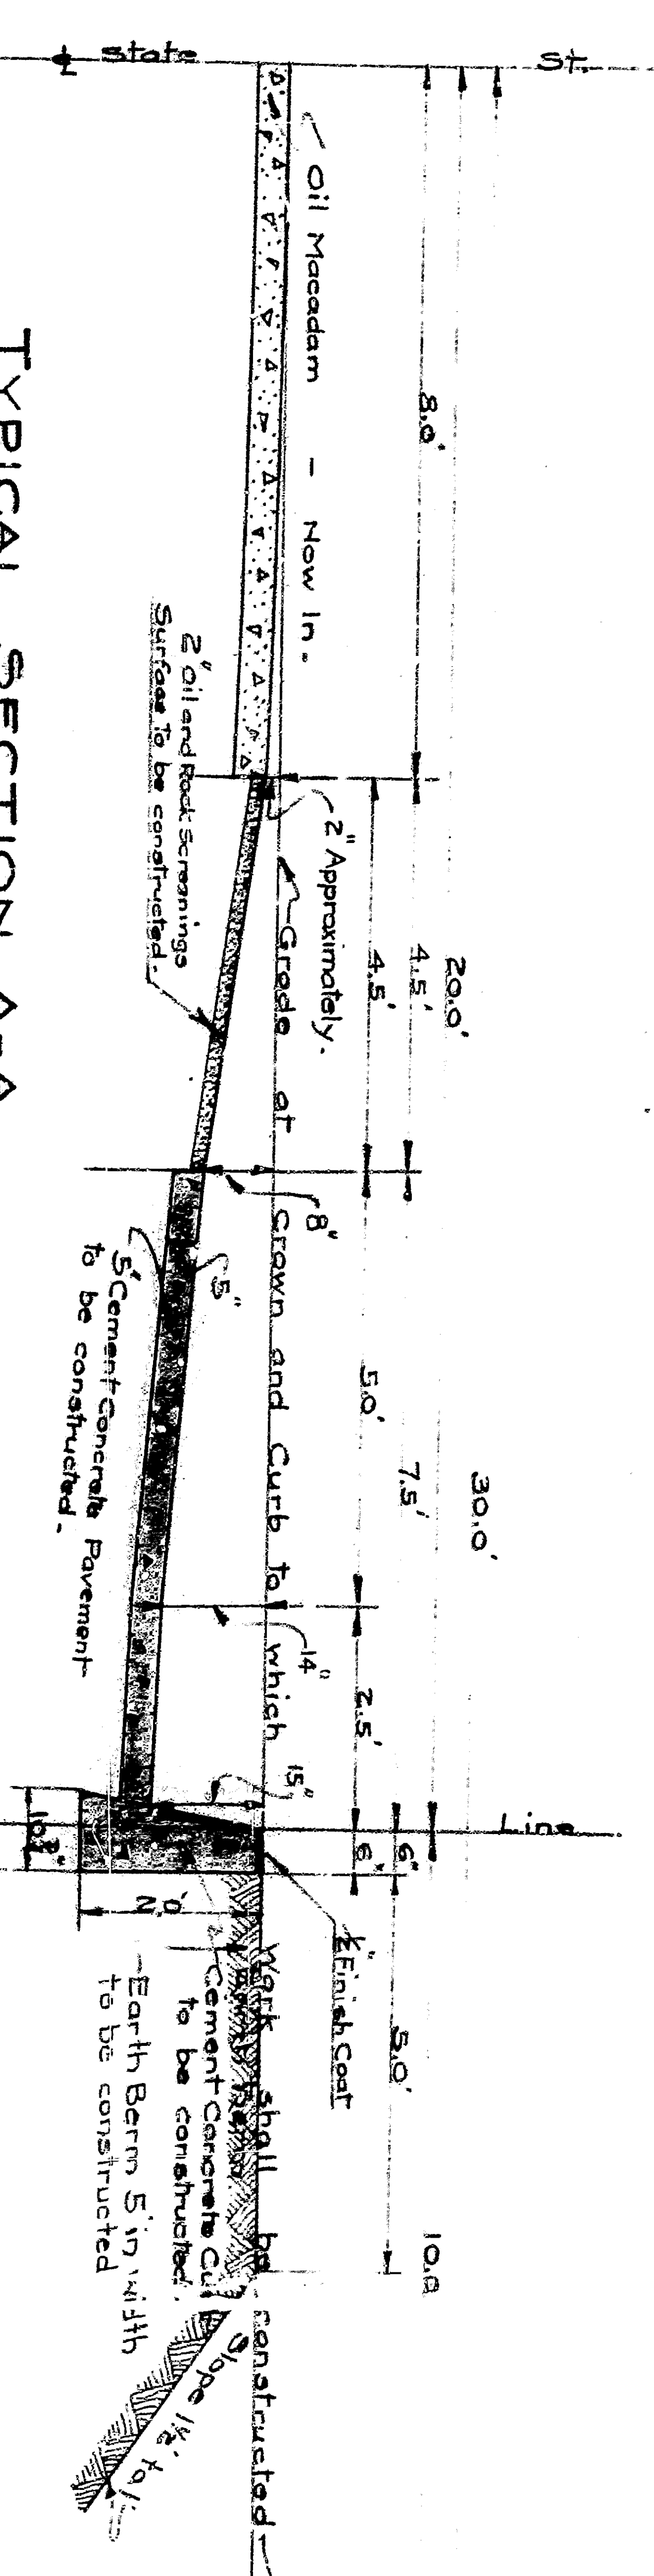 State St.
℄
30.0'
20.0'
10.0
8.0'
4.5'
7.5'
6"
5.0'
4.5'
5.0'
2.5'
6"
Line
Oil Macadam - Now In.
2" Approximately.
8"
14"
15"
½" Finish Coat
Grade at Crown and Curb to which Work shall be constructed
5"
2" Oil and Rock Screenings
Surface To be constructed.
5" Cement Concrete Pavement
to be constructed.
2.0'
Cement Concrete
to be constructed.
Earth Berm 5' in width
to be constructed
Slope 1½' to 1'
TYPICAL SECTION A-A